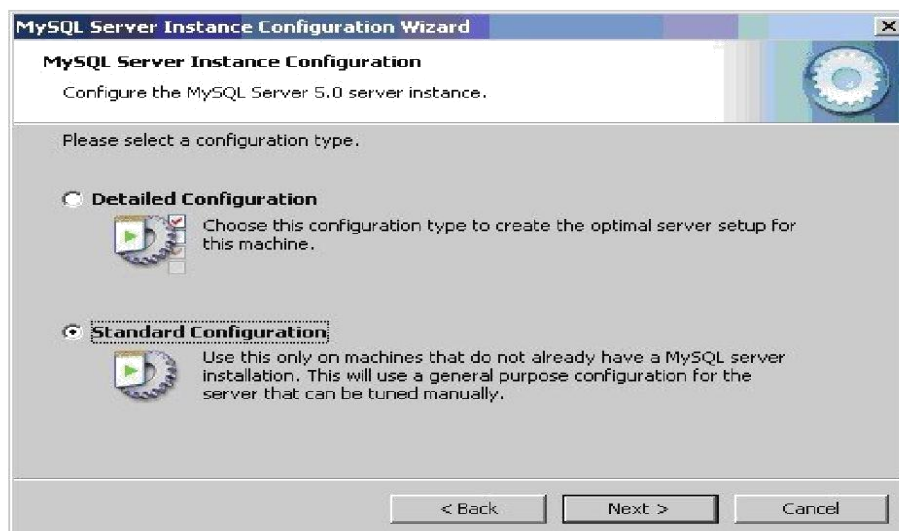 MySQL Server Instance Configuration Wizard
MySQL Server Instance Configuration
Configure the MySQL Server 5.0 server instance.
Please select a configuration type.
Detailed Configuration
Choose this configuration type to create the optimal server setup for
this machine.
Standard Configuration
Use this only on machines that do not already have a MySQL server
installation. This will use a general purpose configuration for the
server that can be tuned manually.
< Back
Next >
Cancel